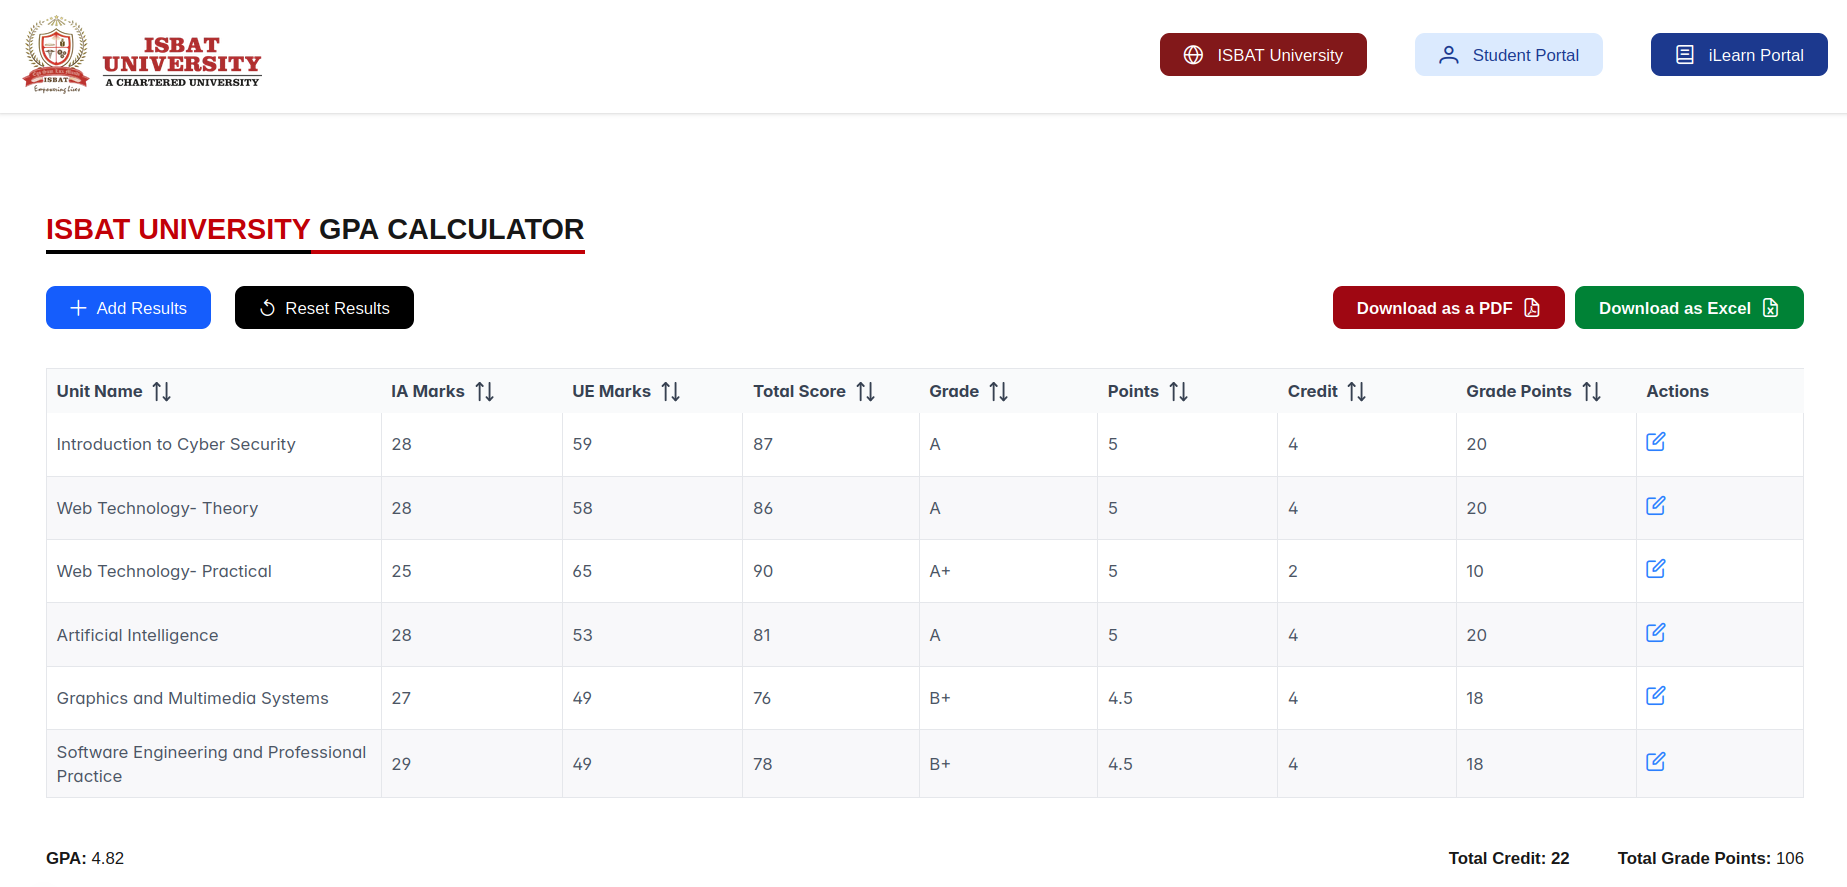 ISBAT
Empowering Lives
ISBAT
UNIVERSITY
A CHARTERED UNIVERSITY
ISBAT University
Student Portal
iLearn Portal
ISBAT UNIVERSITY GPA CALCULATOR
Add Results
Reset Results
Download as a PDF
Download as Excel
Unit Name IA Marks UE Marks Total Score Grade Points Credit Grade Points Actions
Introduction to Cyber Security 28 59 87 A 5 4 20
Web Technology- Theory 28 58 86 A 5 4 20
Web Technology- Practical 25 65 90 A+ 5 2 10
Artificial Intelligence 28 53 81 A 5 4 20
Graphics and Multimedia Systems 27 49 76 B+ 4.5 4 18
Software Engineering and Professional
Practice 29 49 78 B+ 4.5 4 18
GPA: 4.82
Total Credit: 22
Total Grade Points: 106